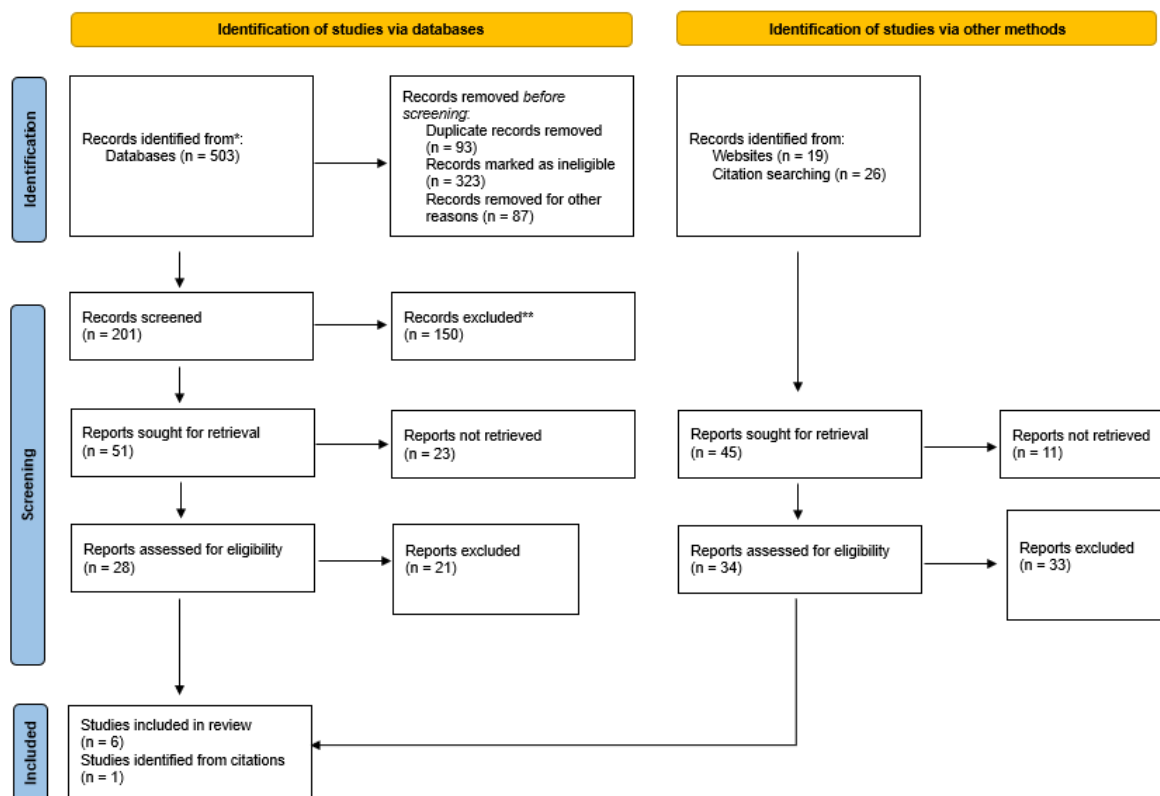 Identification of studies via databases
Identification of studies via other methods
Identification
Records identified from*:
Databases (n = 503)
Records removed before
screening:
Duplicate records removed
(n = 93)
Records marked as ineligible
(n = 323)
Records removed for other
reasons (n = 87)
Records identified from:
Websites (n = 19)
Citation searching (n = 26)
Screening
Records screened
(n = 201)
Records excluded**
(n = 150)
Reports sought for retrieval
(n = 51)
Reports not retrieved
(n = 23)
Reports sought for retrieval
(n = 45)
Reports not retrieved
(n = 11)
Reports assessed for eligibility
(n = 28)
Reports excluded
(n = 21)
Reports assessed for eligibility
(n = 34)
Reports excluded
(n = 33)
Included
Studies included in review
(n = 6)
Studies identified from citations
(n = 1)